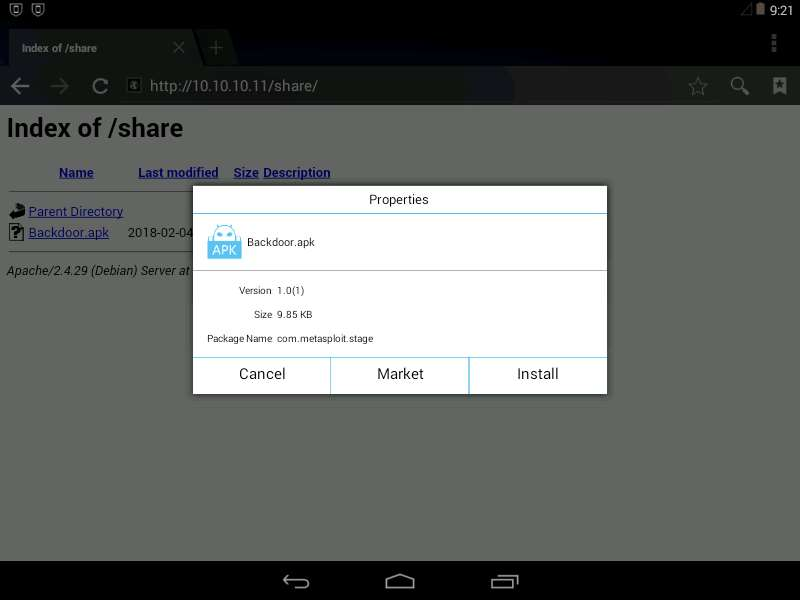 9:21
Index of /share
http://10.10.10.11/share/
Index of /share
Name Last modified Size Description
Parent Directory
Backdoor.apk 2018-02-04
Apache/2.4.29 (Debian) Server at
Properties
APK Backdoor.apk
Version 1.0(1)
Size 9.85 KB
Package Name com.metasploit.stage
Cancel Market Install